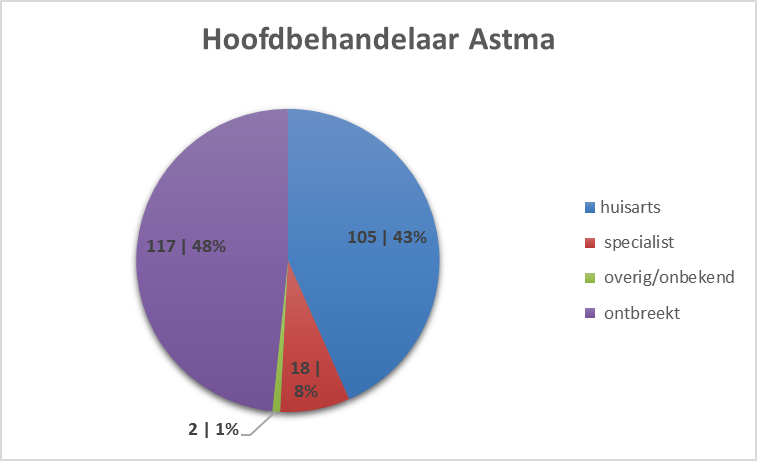 Hoofdbehandelaar Astma
117 | 48%
105 | 43%
18 |
8%
2 | 1%
huisarts
specialist
overig/onbekend
ontbreekt